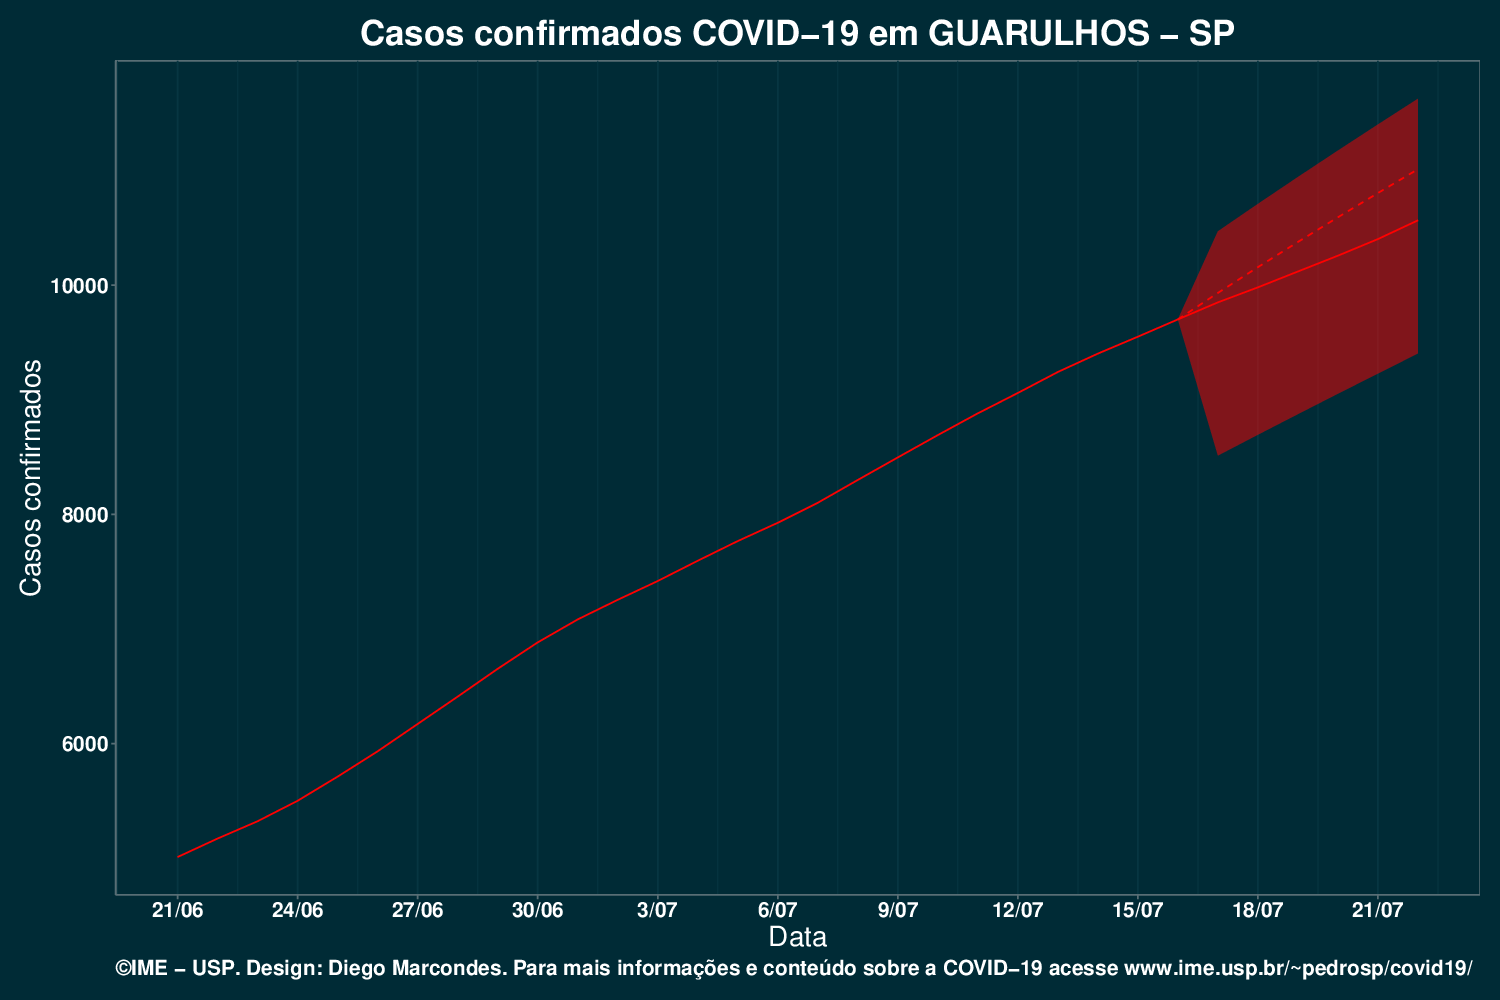 Casos confirmados COVID−19 em GUARULHOS − SP
Casos confirmados
10000
8000
6000
21/06 24/06 27/06 30/06 3/07 6/07 9/07 12/07 15/07 18/07 21/07
Data
©IME − USP. Design: Diego Marcondes. Para mais informações e conteúdo sobre a COVID−19 acesse www.ime.usp.br/~pedrosp/covid19/